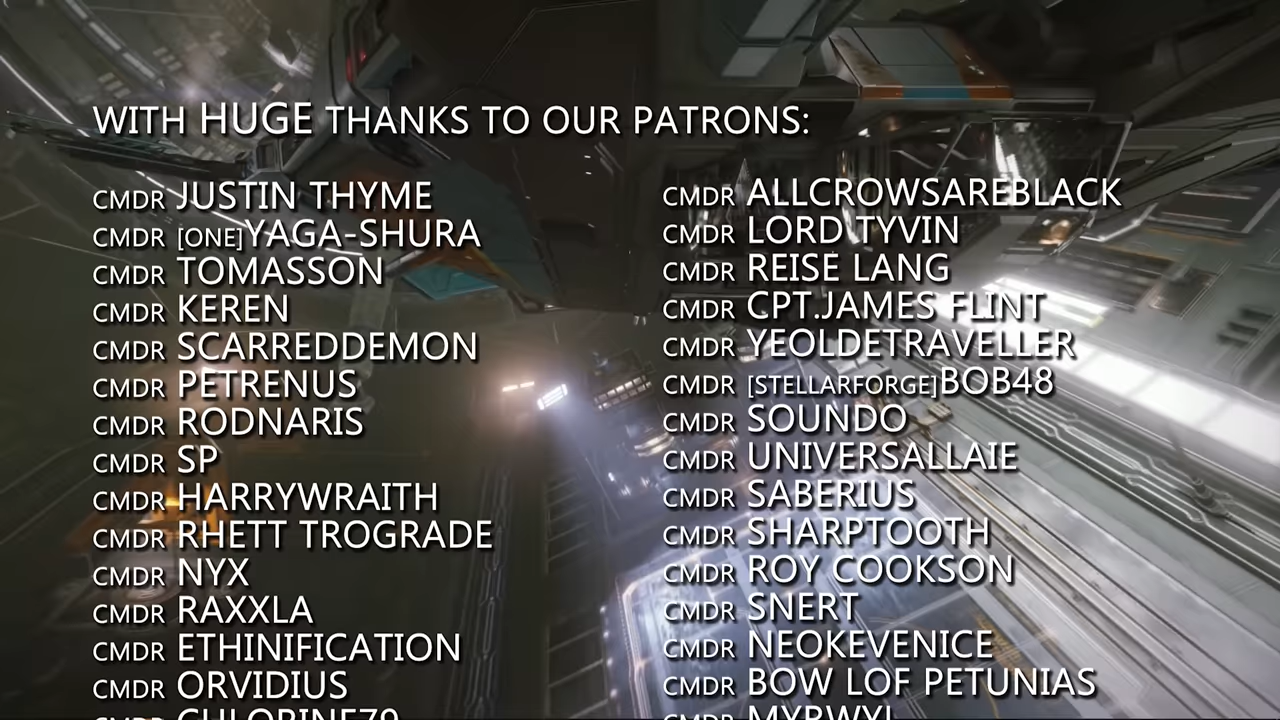 WITH HUGE THANKS TO OUR PATRONS:
CMDR JUSTIN THYME
CMDR [ONE]YAGA-SHURA
CMDR TOMASSON
CMDR KEREN
CMDR SCARREDDEMON
CMDR PETRENUS
CMDR RODNARIS
CMDR SP
CMDR HARRYWRAITH
CMDR RHETT TROGRADE
CMDR NYX
CMDR RAXXLA
CMDR ETHINIFICATION
CMDR ORVIDIUS
CMDR CHLORINE79
CMDR ALLCROWSAREBLACK
CMDR LORD TYVIN
CMDR REISE LANG
CMDR CPT.JAMES FLINT
CMDR YEOLDETRAVELLER
CMDR [STELLARFORGE]BOB48
CMDR SOUNDO
CMDR UNIVERSALLAIE
CMDR SABERIUS
CMDR SHARPTOOTH
CMDR ROY COOKSON
CMDR SNERT
CMDR NEOKEVENICE
CMDR BOW LOF PETUNIAS
CMDR